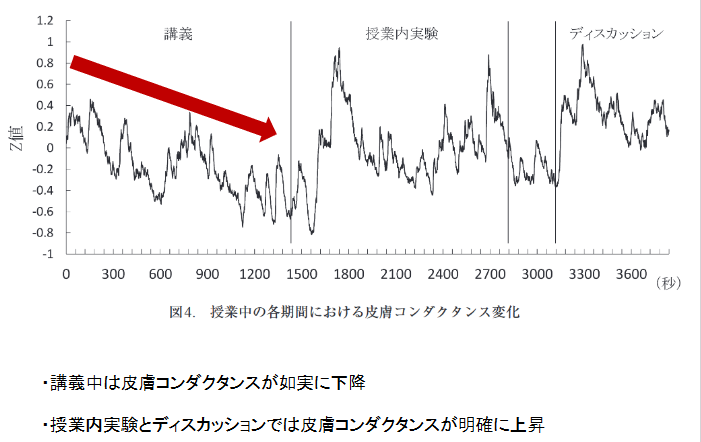 1.2
1
0.8
0.6
0.4
0.2
0
-0.2
-0.4
-0.6
-0.8
-1
Z値
講義
授業内実験
ディスカッション
0 300 600 900 1200 1500 1800 2100 2400 2700 3000 3300 3600
(秒)
図4. 授業中の各期間における皮膚コンダクタンス変化
・講義中は皮膚コンダクタンスが如実に下降
・授業内実験とディスカッションでは皮膚コンダクタンスが明確に上昇